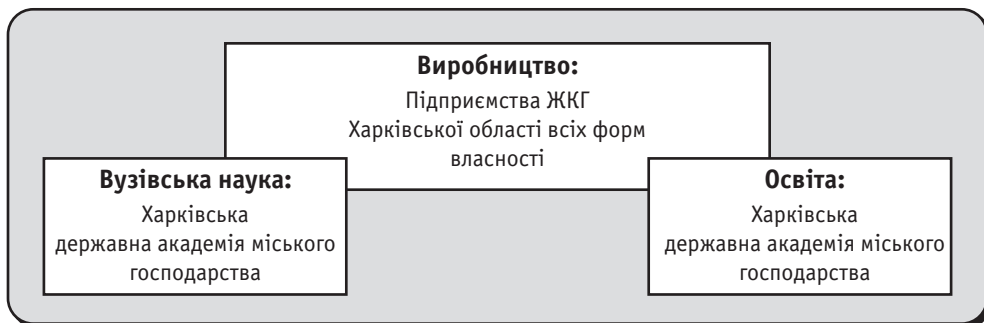 Виробництво:
Підприємства ЖКГ
Харківської області всіх форм
власності
Вузівська наука:
Харківська
державна академія міського
господарства
Освіта:
Харківська
державна академія міського
господарства